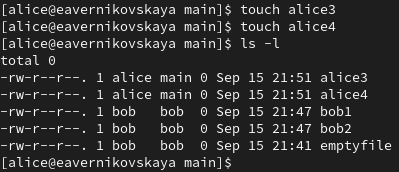 [alice@eavernikovskaya main]$ touch alice3
[alice@eavernikovskaya main]$ touch alice4
[alice@eavernikovskaya main]$ ls -l
total 0
-rw-r--r--. 1 alice main 0 Sep 15 21:51 alice3
-rw-r--r--. 1 alice main 0 Sep 15 21:51 alice4
-rw-r--r--. 1 bob   bob  0 Sep 15 21:47 bob1
-rw-r--r--. 1 bob   bob  0 Sep 15 21:47 bob2
-rw-r--r--. 1 bob   bob  0 Sep 15 21:41 emptyfile
[alice@eavernikovskaya main]$